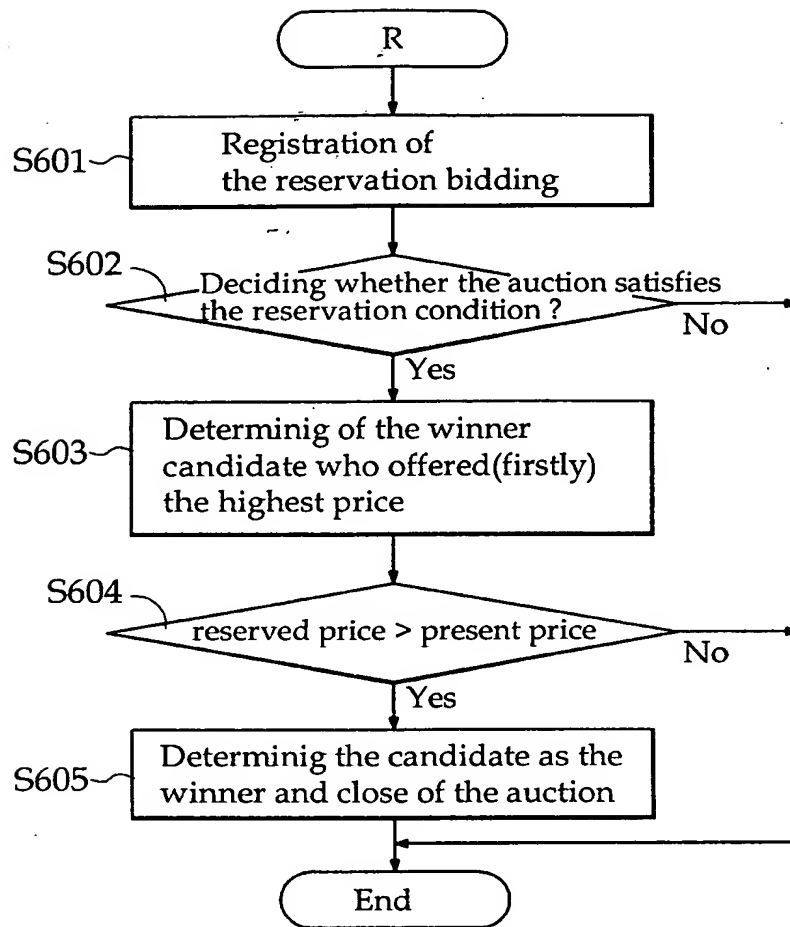 R
S601
Registration of
the reservation bidding
S602
Deciding whether the auction satisfies
the reservation condition ?
No
Yes
S603
Determinig of the winner
candidate who offered(firstly)
the highest price
S604
reserved price > present price
No
Yes
S605
Determinig the candidate as the
winner and close of the auction
End